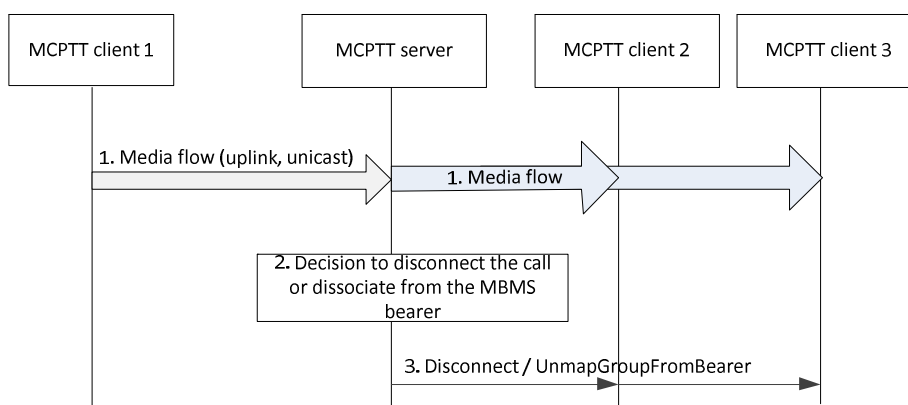 MCPTT client 1
MCPTT server
MCPTT client 2
MCPTT client 3
1. Media flow (uplink, unicast)
1. Media flow
2. Decision to disconnect the call
or dissociate from the MBMS
bearer
3. Disconnect / UnmapGroupFromBearer